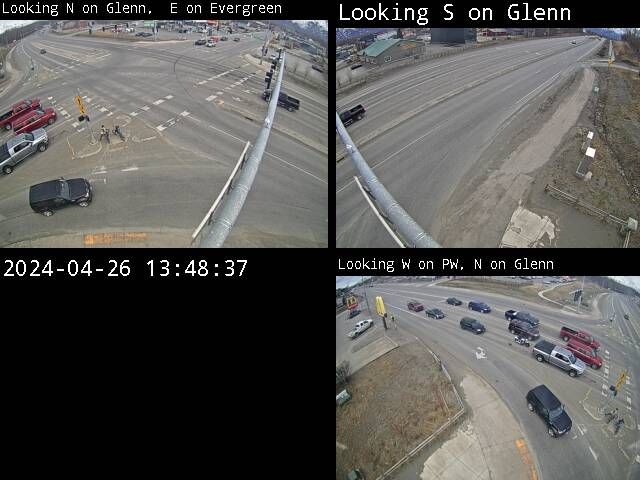 Looking N on Glenn,  E on Evergreen
Looking S on Glenn
2024-04-26 13:48:37
Looking W on PW, N on Glenn